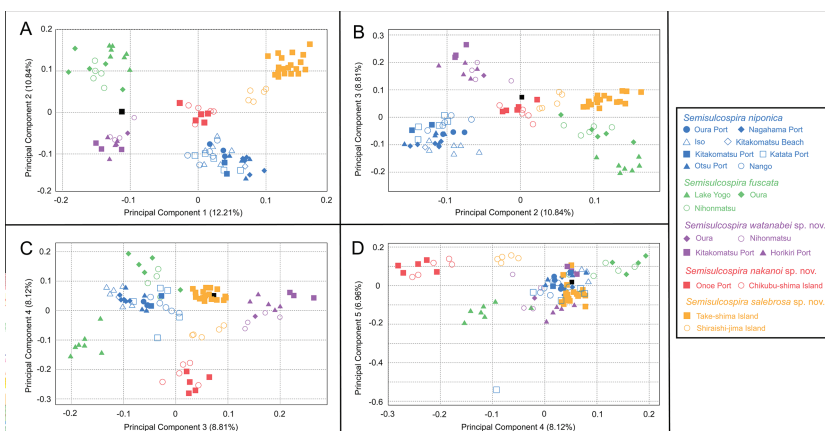 A
0.2
0.1
0
-0.1
-0.2
Principal Component 2 (10.84%)
-0.2
-0.1
0
0.1
0.2
Principal Component 1 (12.21%)
B
0.3
0.2
0.1
0
-0.1
-0.2
Principal Component 3 (8.81%)
-0.1
0
0.1
Principal Component 2 (10.84%)
C
0.2
0.1
0
-0.1
-0.2
-0.3
Principal Component 4 (8.12%)
-0.2
-0.1
0
0.1
0.2
Principal Component 3 (8.81%)
D
0.2
0
-0.2
-0.4
-0.6
Principal Component 5 (6.96%)
-0.3
-0.2
-0.1
0
0.1
0.2
Principal Component 4 (8.12%)
Semisulcospira niponica
Oura Port Nagahama Port
Iso Kitakomatsu Beach
Kitakomatsu Port Katata Port
Otsu Port Nango
Semisulcospira fuscata
Lake Yogo Oura
Nihonmatsu
Semisulcospira watanabei sp. nov.
Oura Nihonmatsu
Kitakomatsu Port Horikiri Port
Semisulcospira nakanoi sp. nov.
Onoe Port Chikubu-shima Island
Semisulcospira salebrosa sp. nov.
Take-shima Island
Shiraishi-jima Island